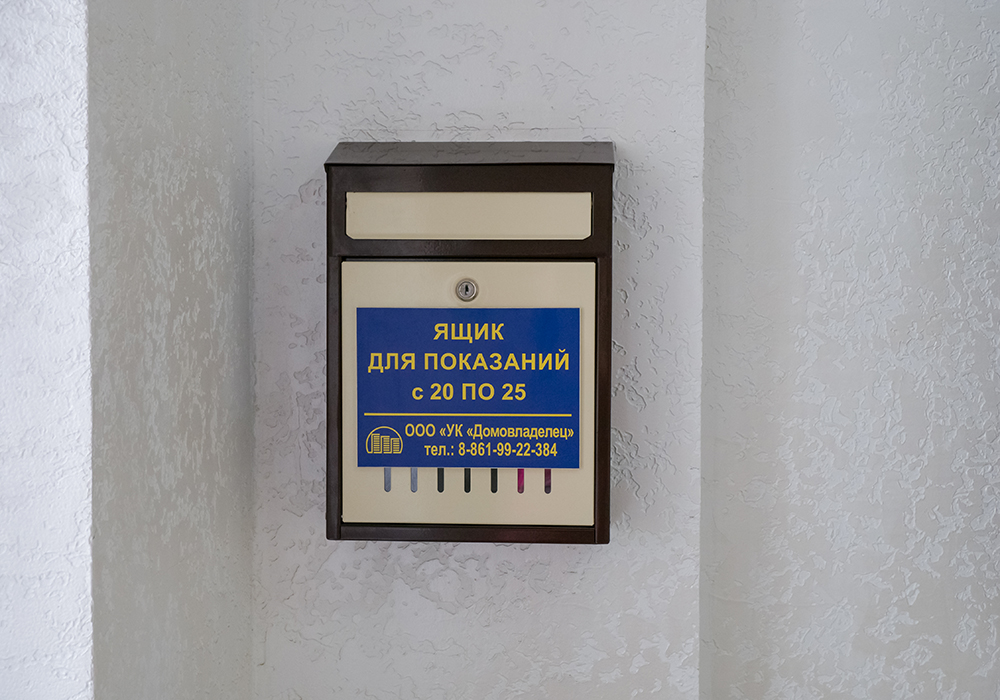 ЯЩИК
ДЛЯ ПОКАЗАНИЙ
с 20 ПО 25
ООО «УК «Домовладелец»
тел.: 8-861-99-22-384